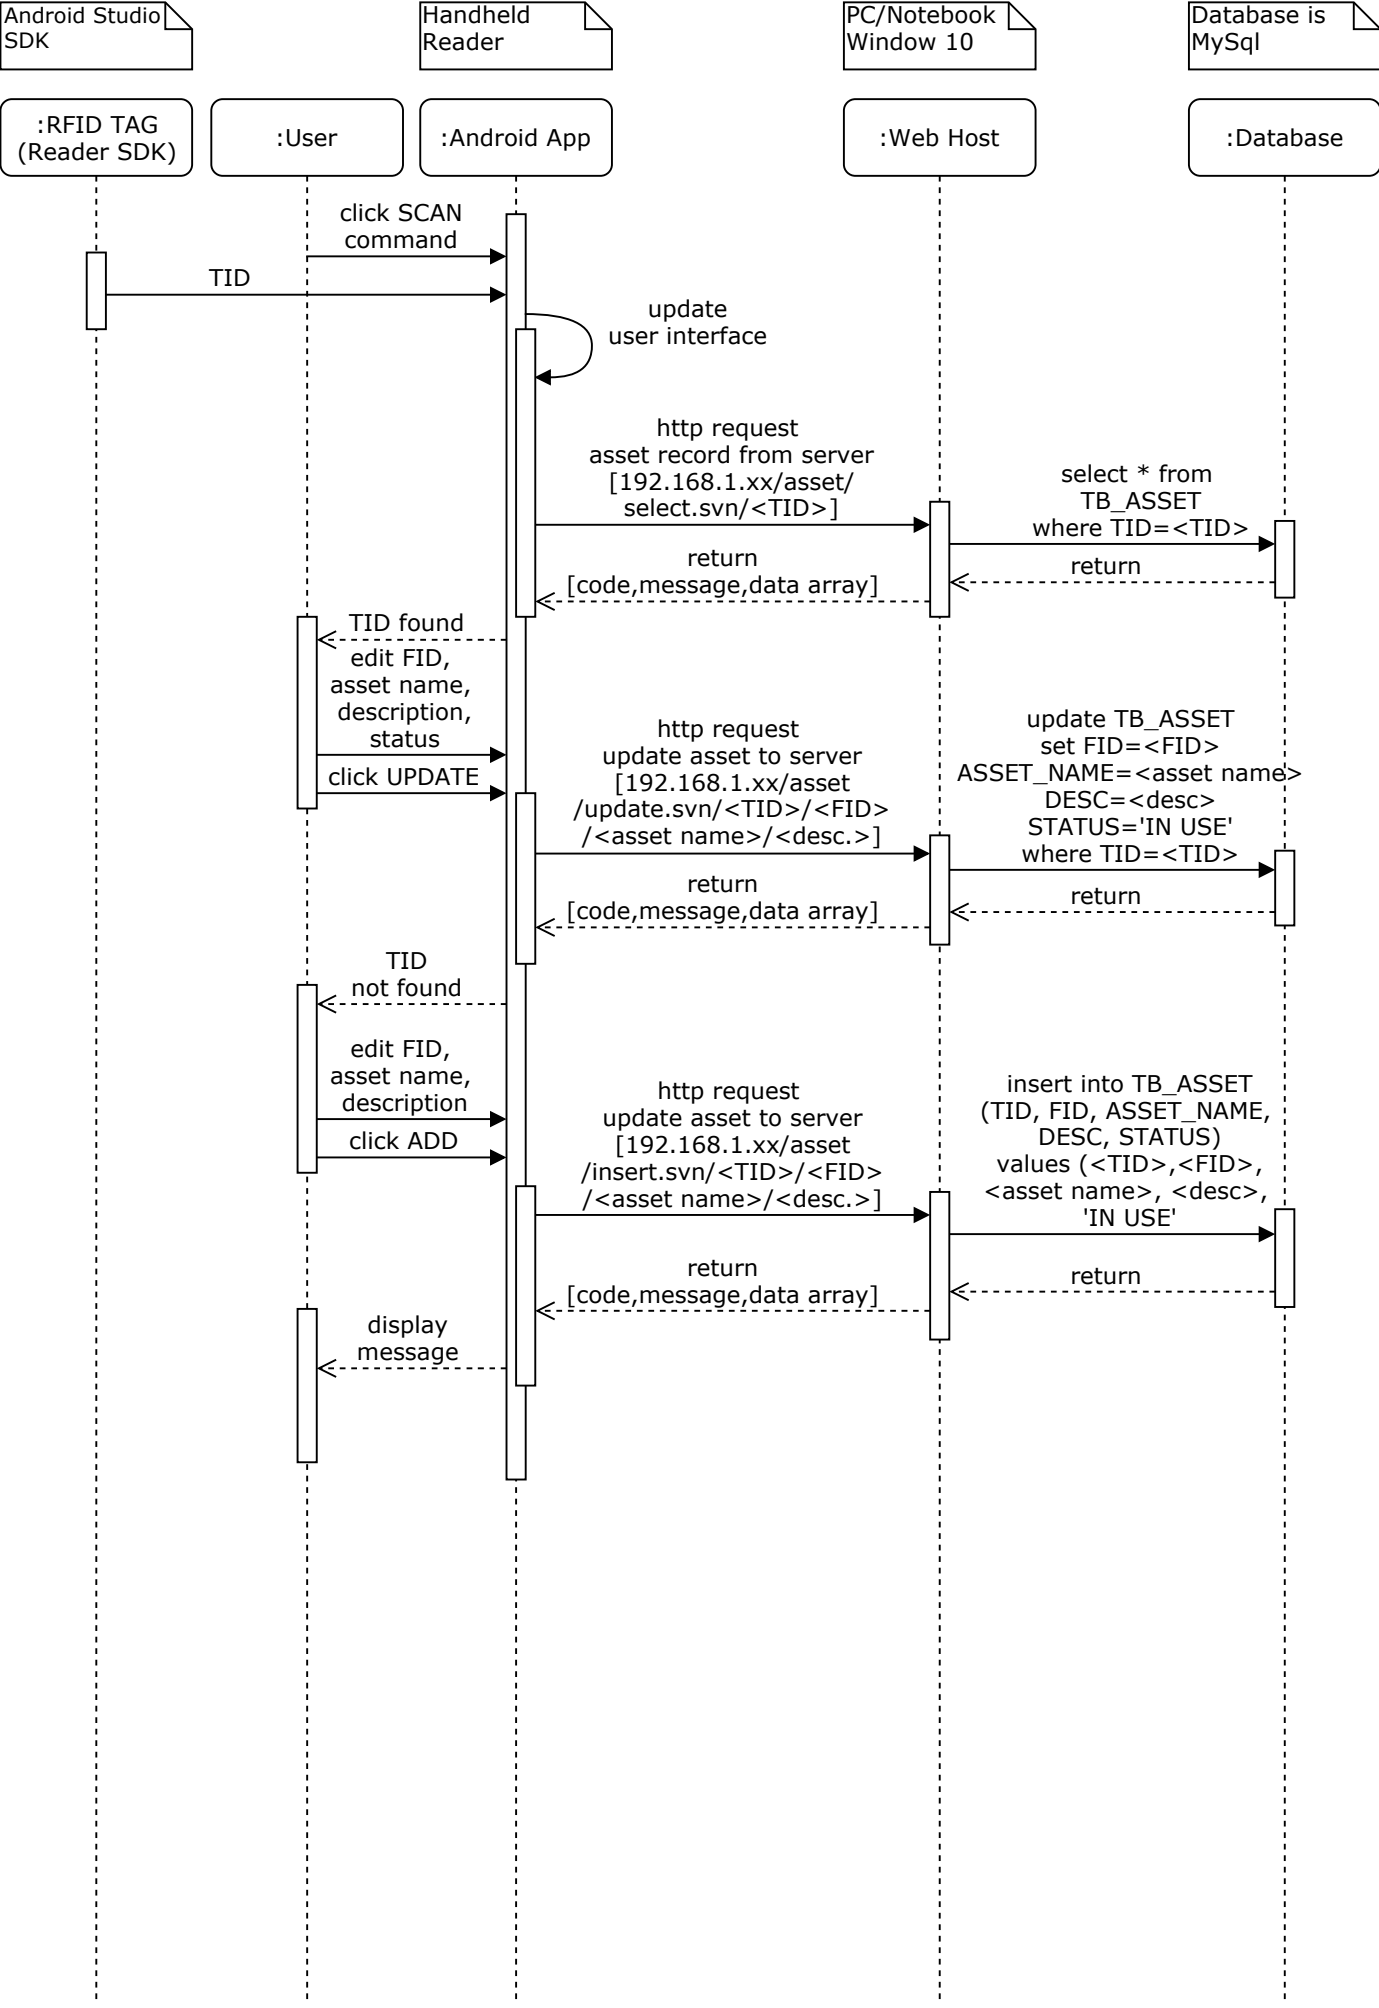 Android Studio
SDK
Handheld
Reader
PC/Notebook
Window 10
Database is
MySql
:RFID TAG
(Reader SDK)
:User
:Android App
:Web Host
:Database
click SCAN
command
TID
update
user interface
http request
asset record from server
[192.168.1.xx/asset/
select.svn/<TID>]
select * from
TB_ASSET
where TID=<TID>
return
return
[code,message,data array]
TID found
edit FID,
asset name,
description,
status
click UPDATE
http request
update asset to server
[192.168.1.xx/asset
/update.svn/<TID>/<FID>
/<asset name>/<desc.>]
update TB_ASSET
set FID=<FID>
ASSET_NAME=<asset name>
DESC=<desc>
STATUS='IN USE'
where TID=<TID>
return
return
[code,message,data array]
TID
not found
edit FID,
asset name,
description
click ADD
http request
update asset to server
[192.168.1.xx/asset
/insert.svn/<TID>/<FID>
/<asset name>/<desc.>]
insert into TB_ASSET
(TID, FID, ASSET_NAME,
DESC, STATUS)
values (<TID>,<FID>,
<asset name>, <desc>,
'IN USE'
return
return
[code,message,data array]
display
message